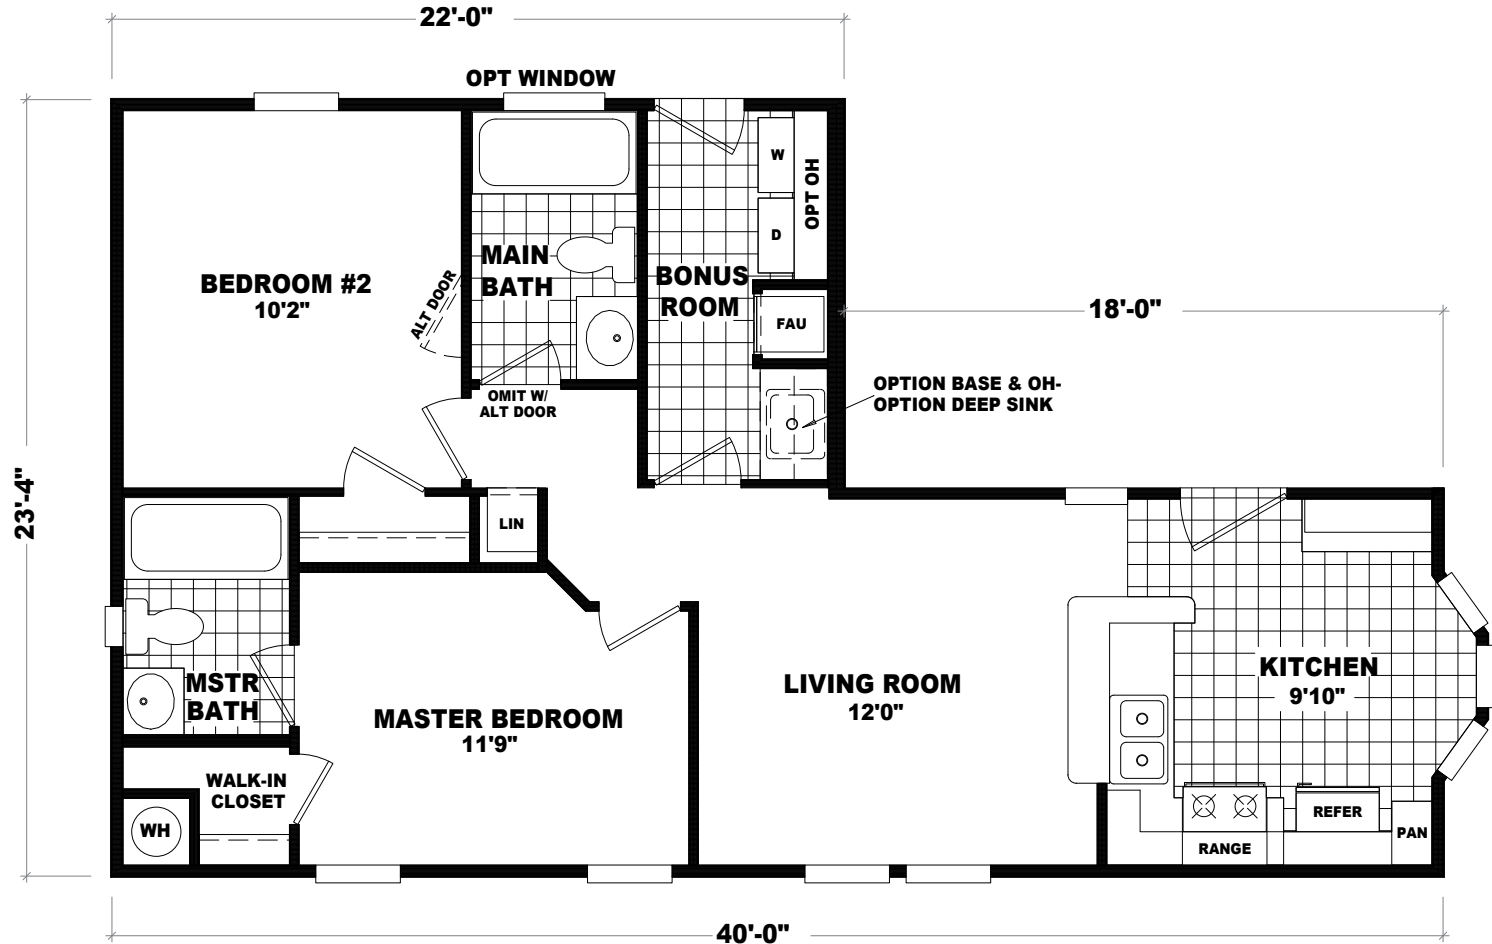 22'-0"
OPT WINDOW
W
D
OPT OH
MAIN
BATH
BONUS
ROOM
BEDROOM #2
10'2"
ALT DOOR
FAU
18'-0"
OMIT W/
ALT DOOR
OPTION BASE & OH-
OPTION DEEP SINK
23'-4"
LIN
MSTR
BATH
MASTER BEDROOM
11'9"
LIVING ROOM
12'0"
KITCHEN
9'10"
WALK-IN
CLOSET
WH
RANGE
REFER
PAN
40'-0"